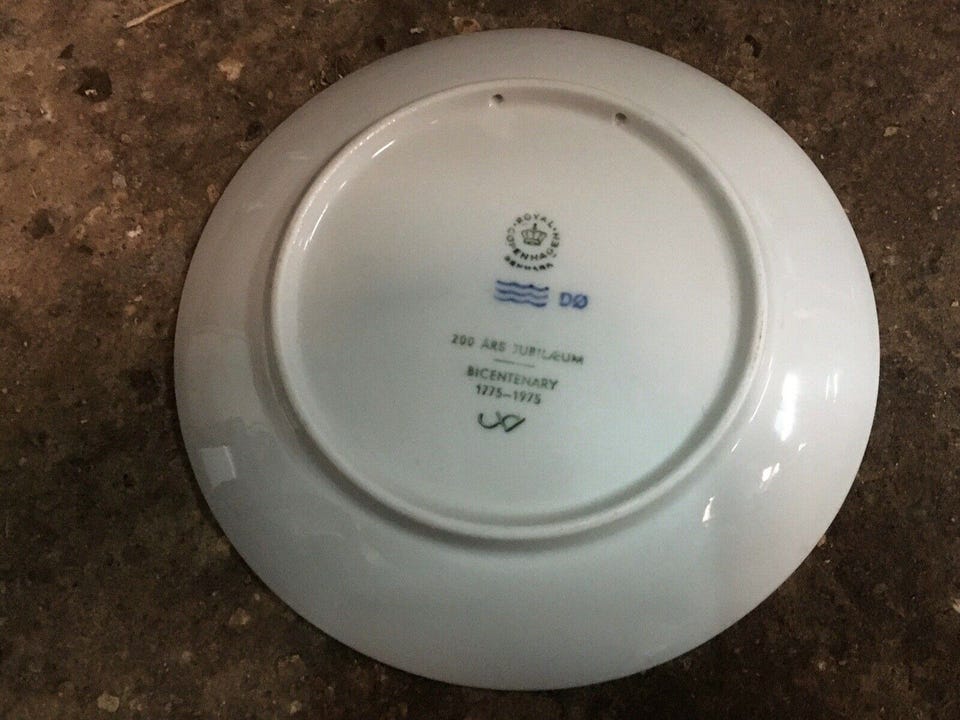 ROYAL COPENHAGEN
DENMARK
DØ
200 ÅRS JUBILÆUM
BICENTENARY
1775–1975